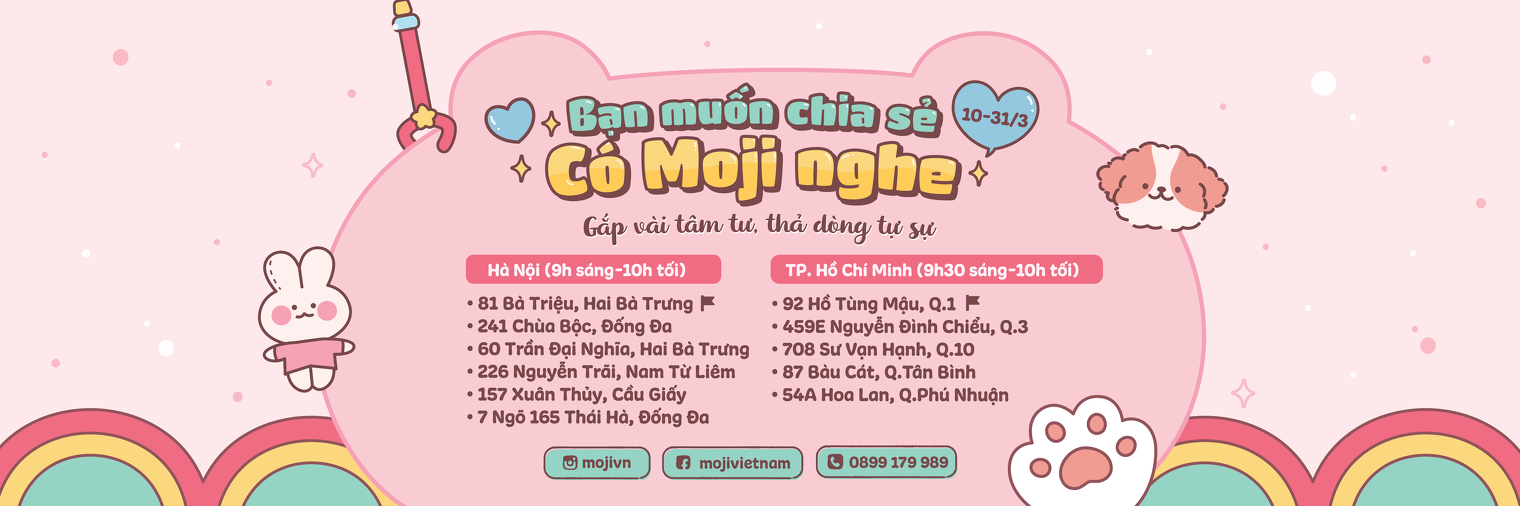 Bạn muốn chia sẻ
10-31/3
Có Moji nghe
Gắp vài tâm tư, thả dòng tự sự
Hà Nội (9h sáng-10h tối)
• 81 Bà Triệu, Hai Bà Trưng
• 241 Chùa Bộc, Đống Đa
• 60 Trần Đại Nghĩa, Hai Bà Trưng
• 226 Nguyễn Trãi, Nam Từ Liêm
• 157 Xuân Thủy, Cầu Giấy
• 7 Ngõ 165 Thái Hà, Đống Đa
TP. Hồ Chí Minh (9h30 sáng-10h tối)
• 92 Hồ Tùng Mậu, Q.1
• 459E Nguyễn Đình Chiểu, Q.3
• 708 Sư Vạn Hạnh, Q.10
• 87 Bàu Cát, Q.Tân Bình
• 54A Hoa Lan, Q.Phú Nhuận
mojivn
mojivietnam
0899 179 989